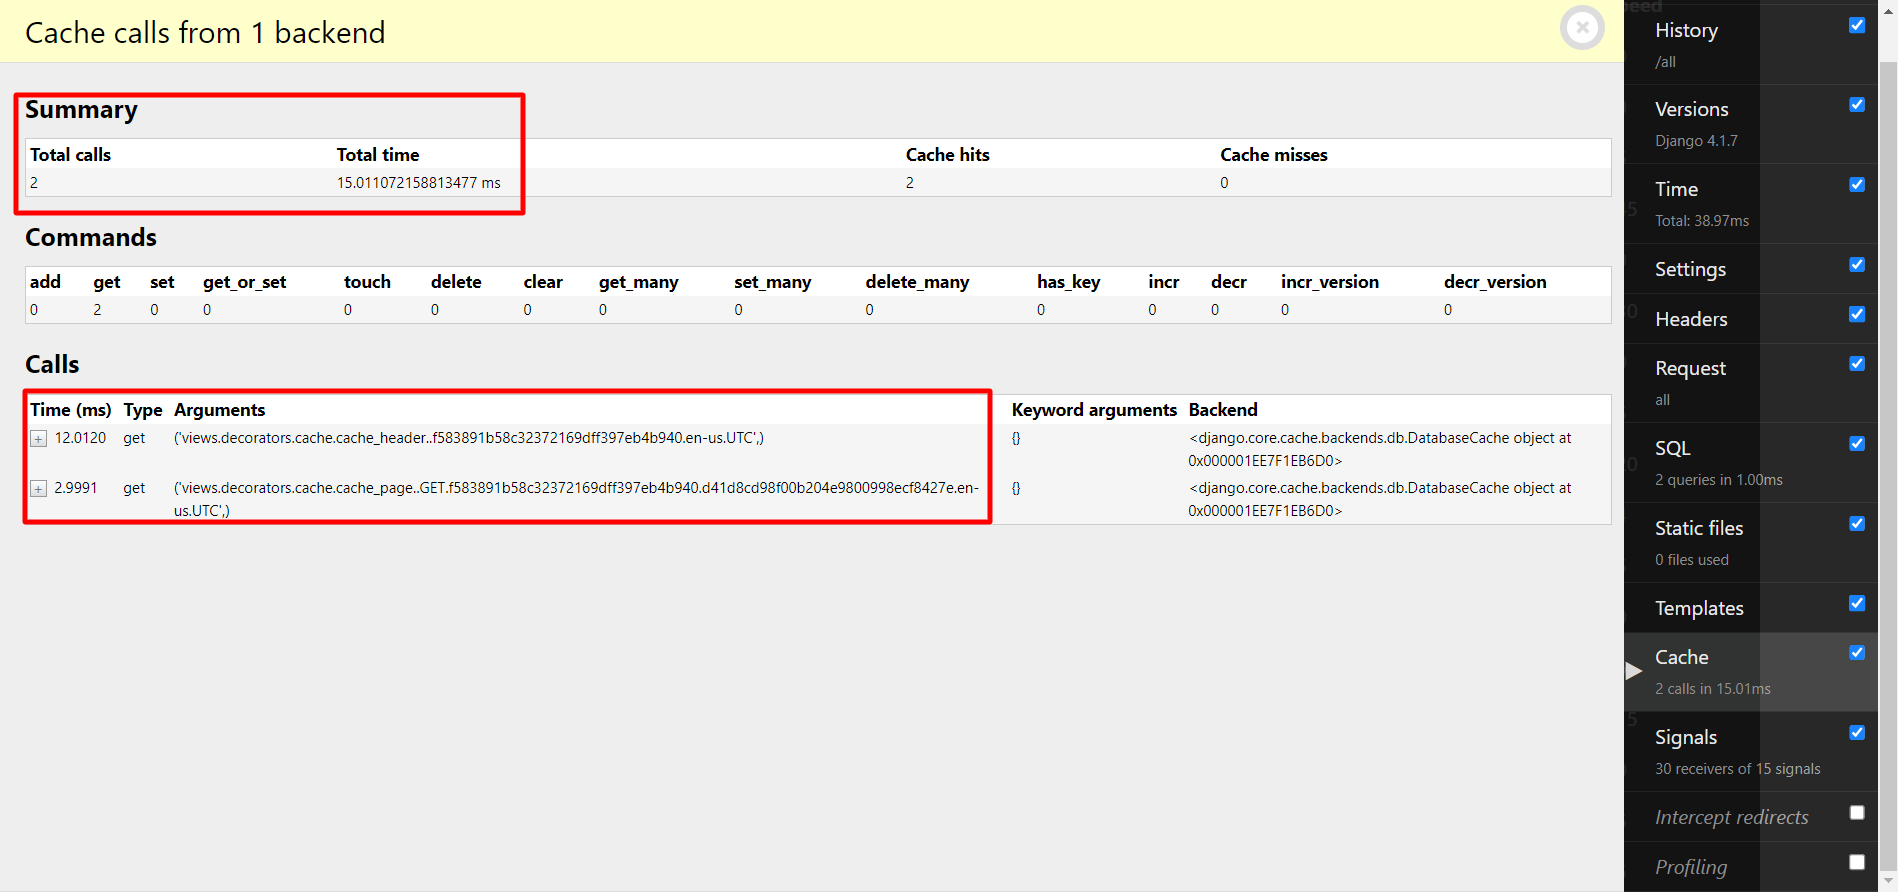 Cache calls from 1 backend
Summary
Total calls Total time Cache hits Cache misses
2 15.011072158813477 ms 2 0
Commands
add get set get_or_set touch delete clear get_many set_many delete_many has_key incr decr incr_version decr_version
0 2 0 0 0 0 0 0 0 0 0 0 0 0 0
Calls
Time (ms) Type Arguments Keyword arguments Backend
+ 12.0120 get ('views.decorators.cache.cache_header..f583891b58c32372169dff397eb4b940.en-us.UTC',) {} <django.core.cache.backends.db.DatabaseCache object at
0x000001EE7F1EB6D0>
+ 2.9991 get ('views.decorators.cache.cache_page..GET.f583891b58c32372169dff397eb4b940.d41d8cd98f00b204e9800998ecf8427e.en- {} <django.core.cache.backends.db.DatabaseCache object at
us.UTC',) 0x000001EE7F1EB6D0>
History
/all
Versions
Django 4.1.7
Time
Total: 38.97ms
Settings
Headers
Request
all
SQL
2 queries in 1.00ms
Static files
0 files used
Templates
Cache
2 calls in 15.01ms
Signals
30 receivers of 15 signals
Intercept redirects
Profiling